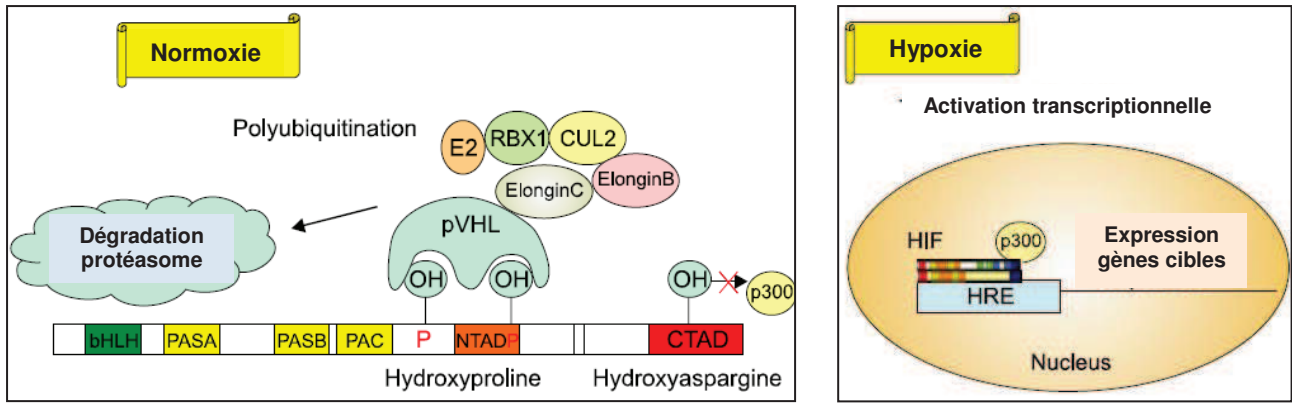 Normoxie
Polyubiquitination
E2
RBX1
CUL2
ElonginC
ElonginB
pVHL
Dégradation
protéasome
OH
OH
OH
p300
bHLH
PASA
PASB
PAC
P
NTADP
CTAD
Hydroxyproline
Hydroxyaspargine
Hypoxie
Activation transcriptionnelle
HIF
p300
Expression
gènes cibles
HRE
Nucleus